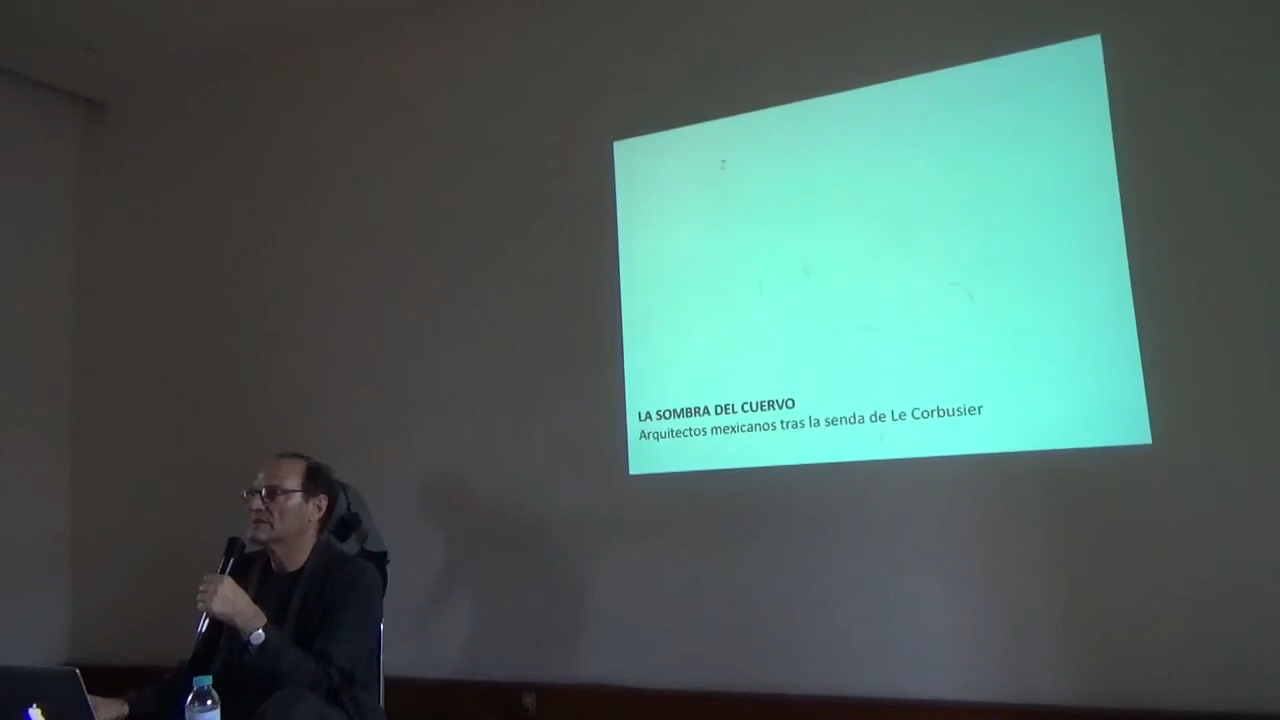 LA SOMBRA DEL CUERVO
Arquitectos mexicanos tras la senda de Le Corbusier